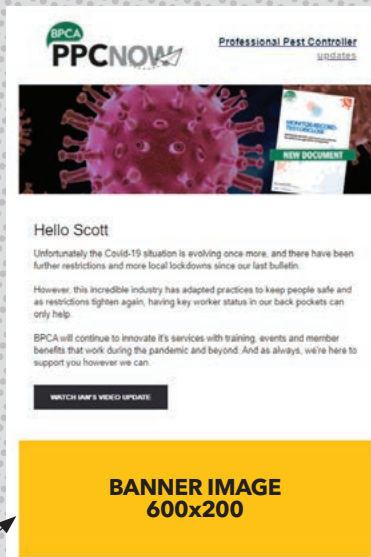 BPCA
PPCNOW
Professional Pest Controller
updates
MONITOR-RECORD-
NEW DOCUMENT
Hello Scott
Unfortunately the Covid-19 situation is evolving once more, and there have been
further restrictions and more local lockdowns since our last bulletin.
However, this incredible industry has adapted practices to keep people safe and
as restrictions tighten again, having key worker status in our back pockets can
only help.
BPCA will continue to innovate it's services with training, events and member
benefits that work during the pandemic and beyond. And as always, we're here to
support you however we can.
WATCH IAN'S VIDEO UPDATE
BANNER IMAGE
600x200